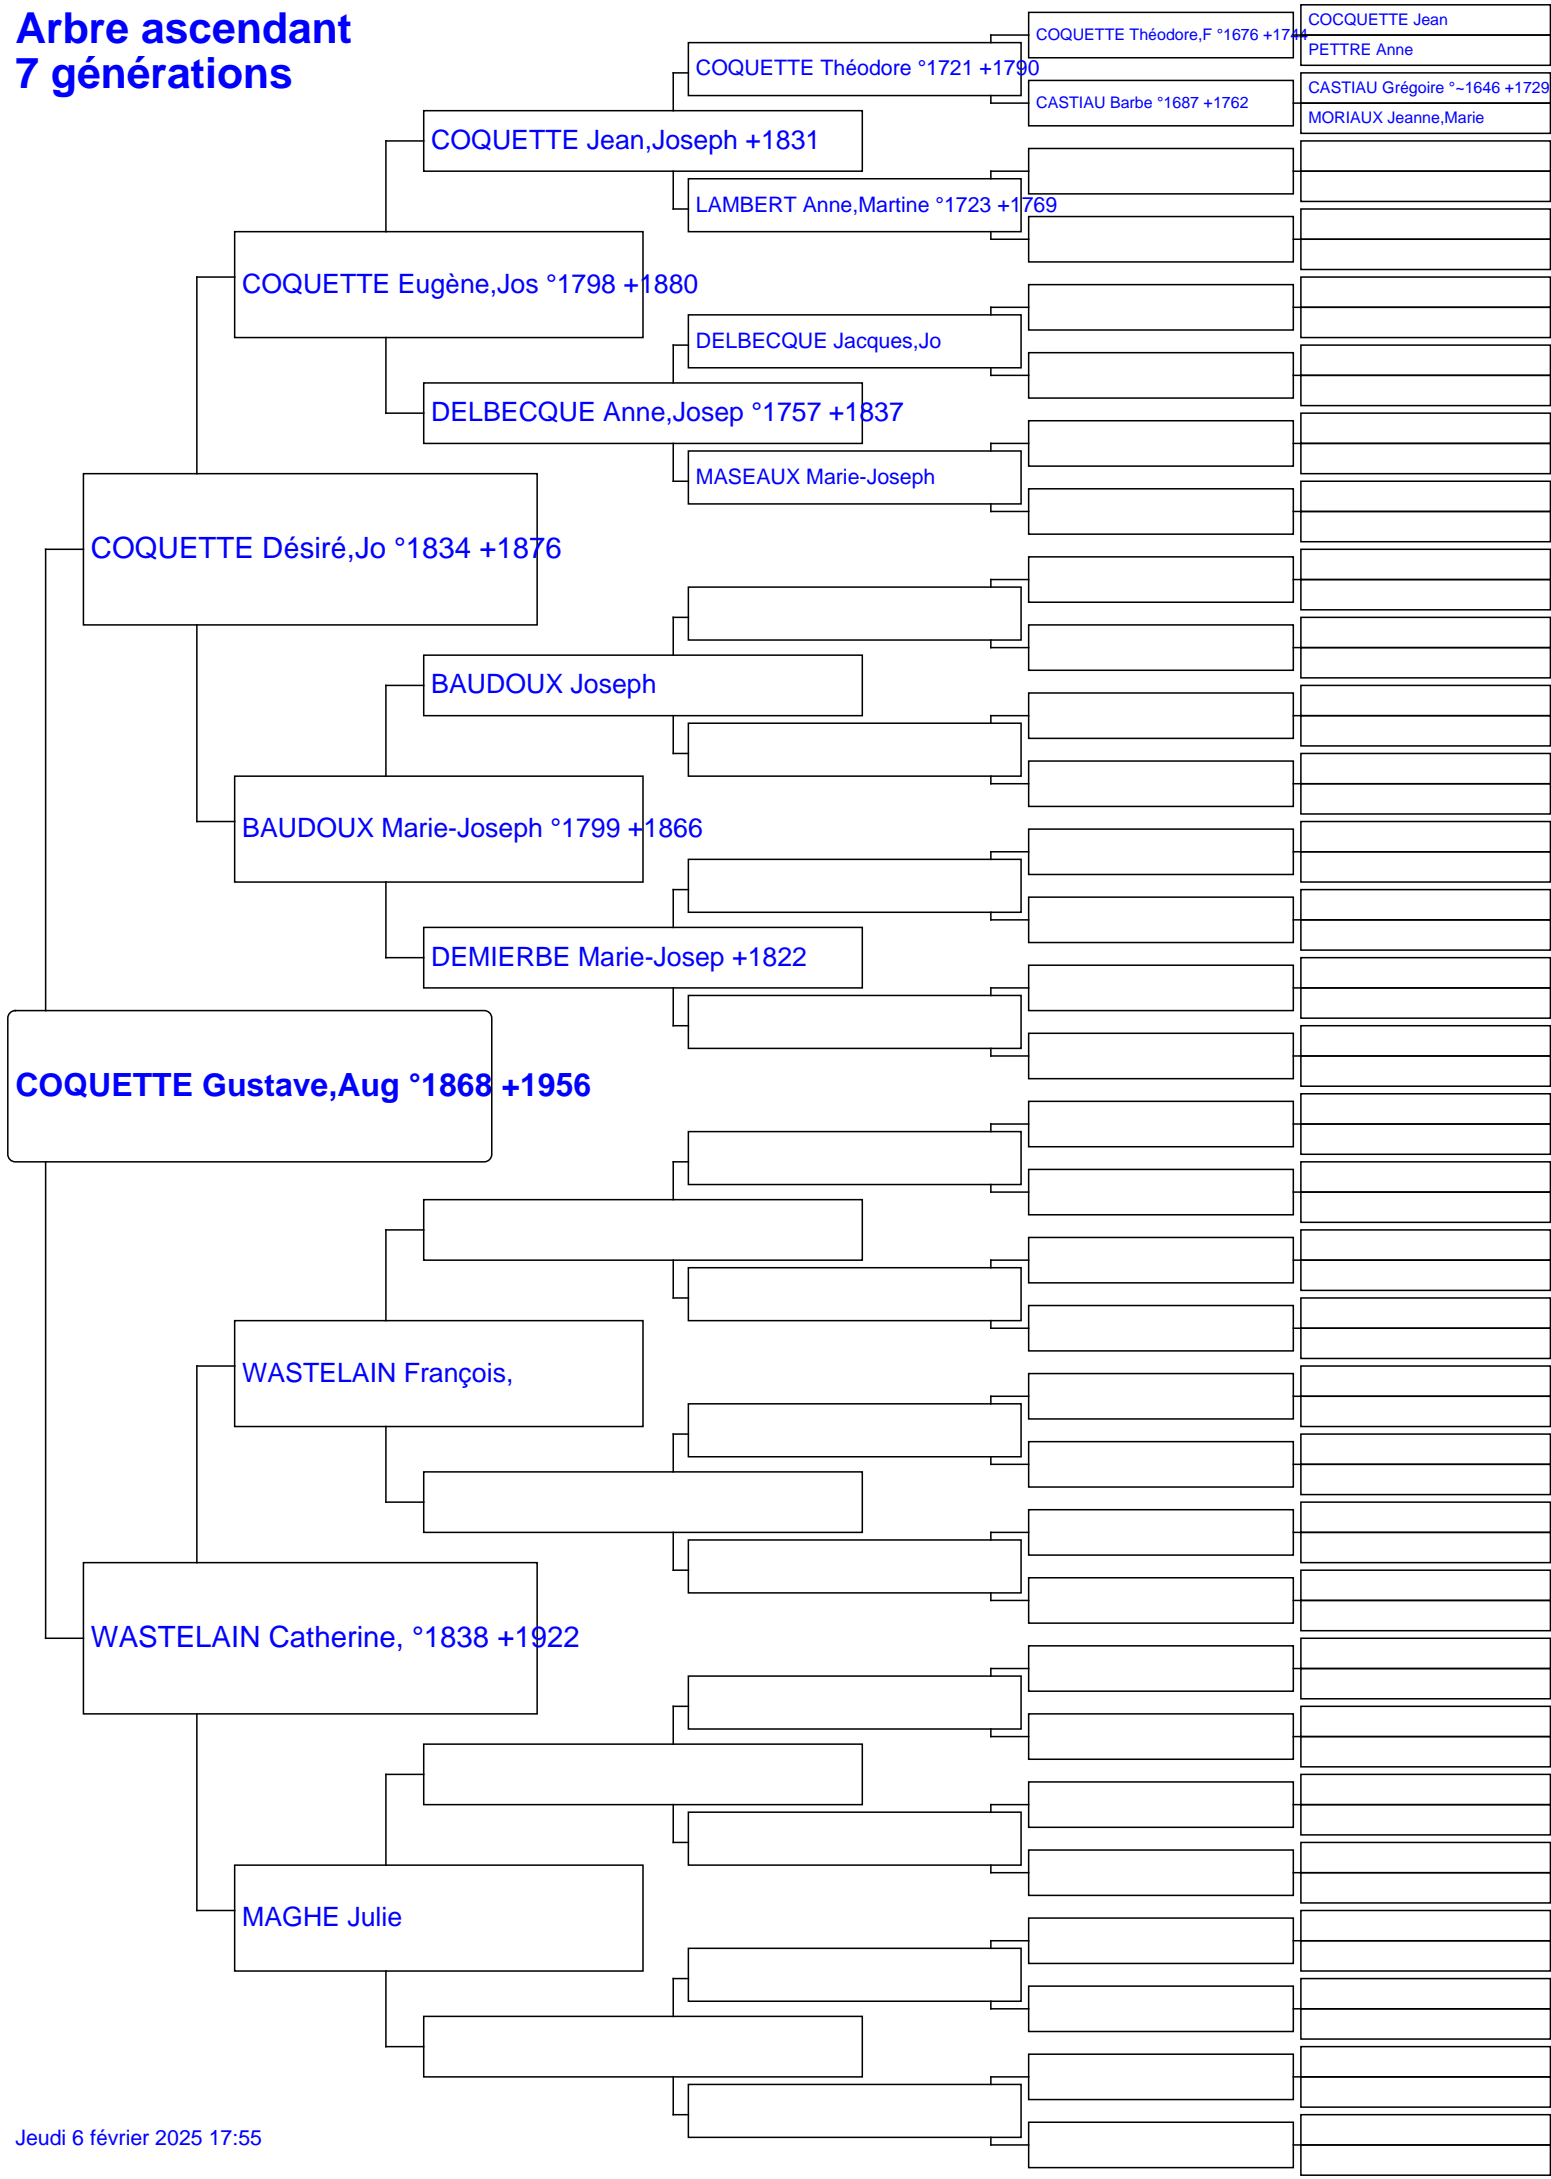 Arbre ascendant
7 générations
COQUETTE Théodore,F °1676 +1744
COCQUETTE Jean
PETTRE Anne
COQUETTE Théodore °1721 +1790
CASTIAU Barbe °1687 +1762
CASTIAU Grégoire °~1646 +1729
MORIAUX Jeanne,Marie
COQUETTE Jean,Joseph +1831
LAMBERT Anne,Martine °1723 +1769
COQUETTE Eugène,Jos °1798 +1880
DELBECQUE Jacques,Jo
DELBECQUE Anne,Josep °1757 +1837
MASEAUX Marie-Joseph
COQUETTE Désiré,Jo °1834 +1876
BAUDOUX Joseph
BAUDOUX Marie-Joseph °1799 +1866
DEMIERBE Marie-Josep +1822
COQUETTE Gustave,Aug °1868 +1956
WASTELAIN François,
WASTELAIN Catherine, °1838 +1922
MAGHE Julie
Jeudi 6 février 2025 17:55